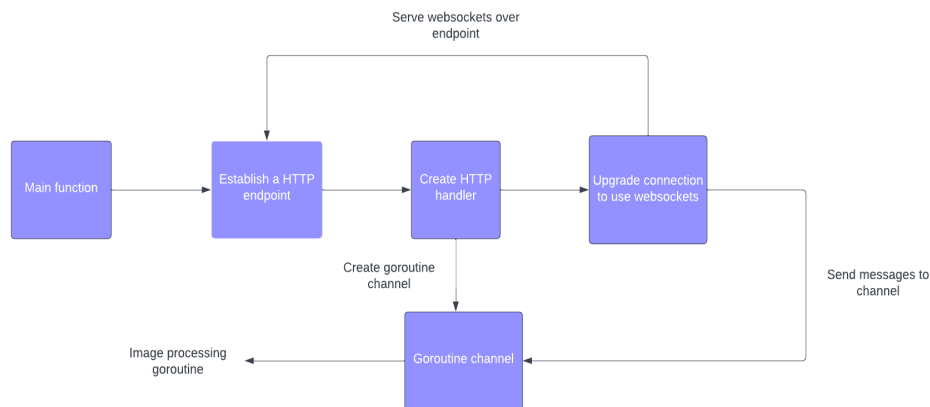 Serve websockets over
endpoint
Main function
Establish a HTTP
endpoint
Create HTTP
handler
Upgrade connection
to use websockets
Create goroutine
channel
Send messages to
channel
Image processing
goroutine
Goroutine channel